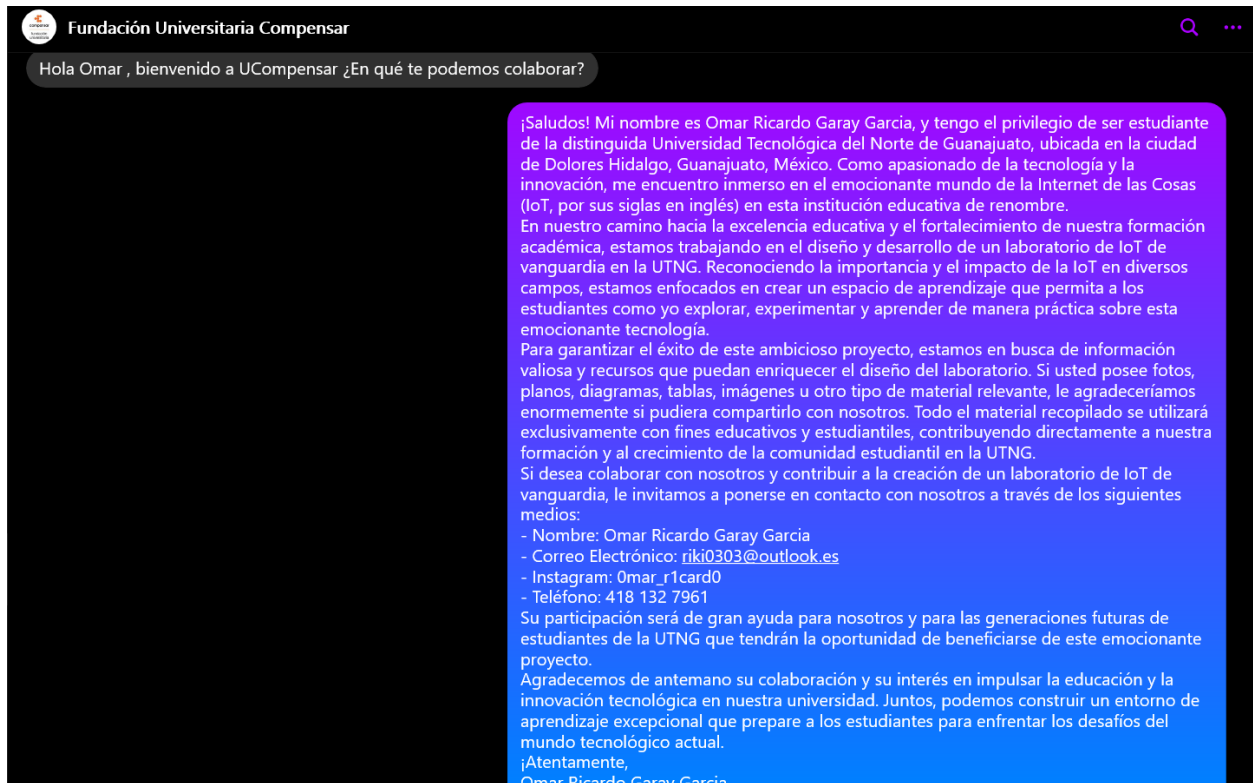 Fundación Universitaria Compensar
Hola Omar , bienvenido a UCompensar ¿En qué te podemos colaborar?
¡Saludos! Mi nombre es Omar Ricardo Garay Garcia, y tengo el privilegio de ser estudiante
de la distinguida Universidad Tecnológica del Norte de Guanajuato, ubicada en la ciudad
de Dolores Hidalgo, Guanajuato, México. Como apasionado de la tecnología y la
innovación, me encuentro inmerso en el emocionante mundo de la Internet de las Cosas
(IoT, por sus siglas en inglés) en esta institución educativa de renombre.
En nuestro camino hacia la excelencia educativa y el fortalecimiento de nuestra formación
académica, estamos trabajando en el diseño y desarrollo de un laboratorio de IoT de
vanguardia en la UTNG. Reconociendo la importancia y el impacto de la IoT en diversos
campos, estamos enfocados en crear un espacio de aprendizaje que permita a los
estudiantes como yo explorar, experimentar y aprender de manera práctica sobre esta
emocionante tecnología.
Para garantizar el éxito de este ambicioso proyecto, estamos en busca de información
valiosa y recursos que puedan enriquecer el diseño del laboratorio. Si usted posee fotos,
planos, diagramas, tablas, imágenes u otro tipo de material relevante, le agradeceríamos
enormemente si pudiera compartirlo con nosotros. Todo el material recopilado se utilizará
exclusivamente con fines educativos y estudiantiles, contribuyendo directamente a nuestra
formación y al crecimiento de la comunidad estudiantil en la UTNG.
Si desea colaborar con nosotros y contribuir a la creación de un laboratorio de IoT de
vanguardia, le invitamos a ponerse en contacto con nosotros a través de los siguientes
medios:
- Nombre: Omar Ricardo Garay Garcia
- Correo Electrónico: riki0303@outlook.es
- Instagram: 0mar_r1card0
- Teléfono: 418 132 7961
Su participación será de gran ayuda para nosotros y para las generaciones futuras de
estudiantes de la UTNG que tendrán la oportunidad de beneficiarse de este emocionante
proyecto.
Agradecemos de antemano su colaboración y su interés en impulsar la educación y la
innovación tecnológica en nuestra universidad. Juntos, podemos construir un entorno de
aprendizaje excepcional que prepare a los estudiantes para enfrentar los desafíos del
mundo tecnológico actual.
¡Atentamente,
Omar Ricardo Garay Garcia